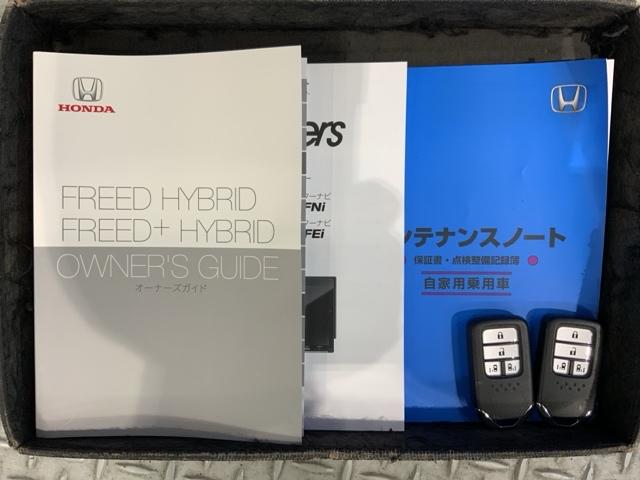 HONDA
FREED HYBRID
FREED+ HYBRID
OWNER'S GUIDE
オーナーズガイド
ers
ーナビ
FNi
ーナビ
FEi
ンテナンスノート
保証書・点検整備記録簿
自家用乗用車